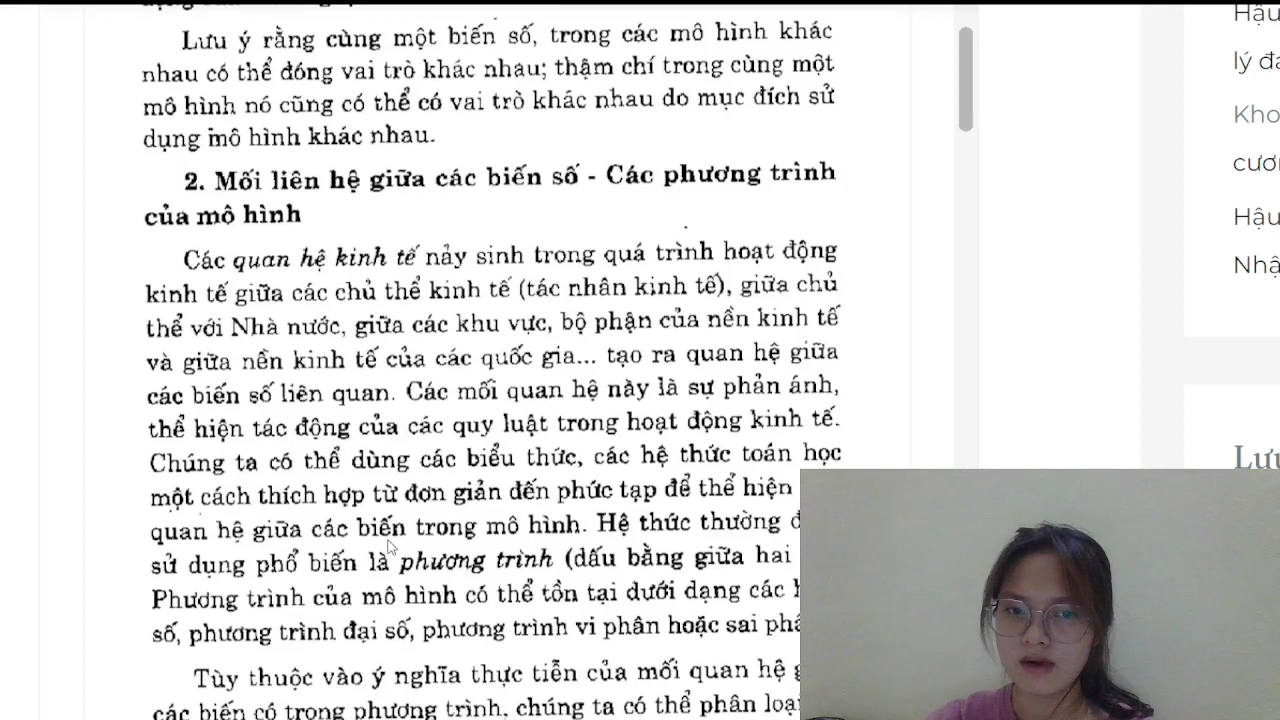 Lưu ý rằng cùng một biến số, trong các mô hình khác
nhau có thể đóng vai trò khác nhau; thậm chí trong cùng một
mô hình nó cũng có thể có vai trò khác nhau do mục đích sử
dụng mô hình khác nhau.
2. Mối liên hệ giữa các biến số - Các phương trình
của mô hình
Các quan hệ kinh tế nảy sinh trong quá trình hoạt động
kinh tế giữa các chủ thể kinh tế (tác nhân kinh tế), giữa chủ
thể với Nhà nước, giữa các khu vực, bộ phận của nền kinh tế
và giữa nền kinh tế của các quốc gia... tạo ra quan hệ giữa
các biến số liên quan. Các mối quan hệ này là sự phản ánh,
thể hiện tác động của các quy luật trong hoạt động kinh tế.
Chúng ta có thể dùng các biểu thức, các hệ thức toán học
một cách thích hợp từ đơn giản đến phức tạp để thể hiện
quan hệ giữa các biến trong mô hình. Hệ thức thường
sử dụng phổ biến là phương trình (dấu bằng giữa hai
Phương trình của mô hình có thể tồn tại dưới dạng các
số, phương trình đại số, phương trình vi phân hoặc sai
Tùy thuộc vào ý nghĩa thực tiễn của mối quan hệ
các biến có trong phương trình, chúng ta có thể phân loại
Hậu
lý
Kho
Hậu
Lưu